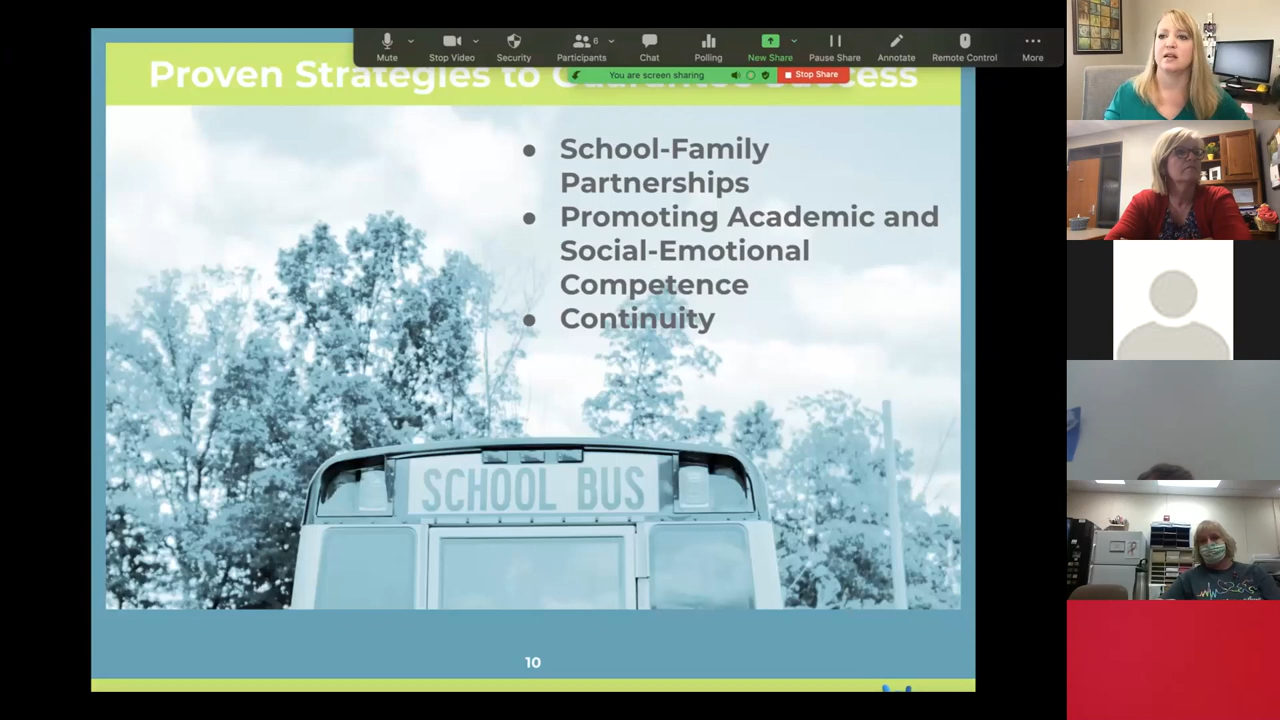 Mute
Stop Video
Security
Participants
6
Chat
Polling
New Share
Pause Share
Annotate
Remote Control
More
You are screen sharing
Stop Share
Proven Strategies to
• School-Family
Partnerships
• Promoting Academic and
Social-Emotional
Competence
• Continuity
SCHOOL BUS
10